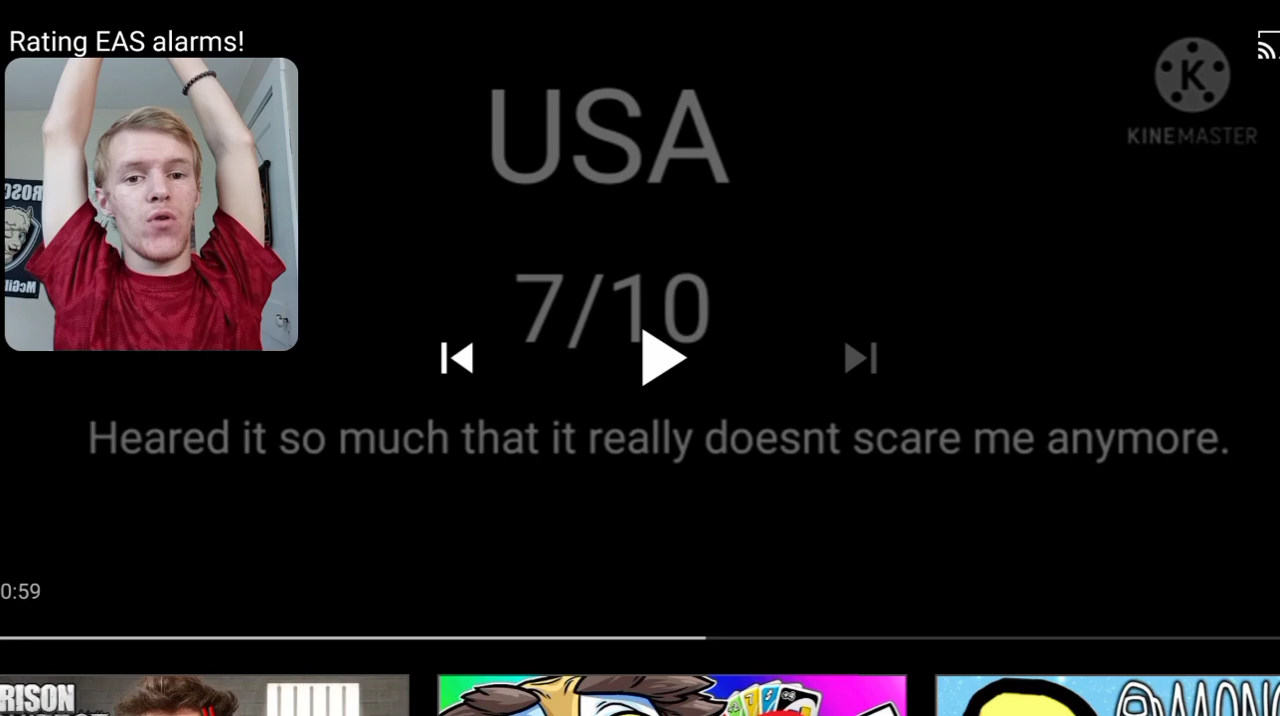 Rating EAS alarms!
USA
KINEMASTER
7/10
Heared it so much that it really doesnt scare me anymore.
0:59
RISON